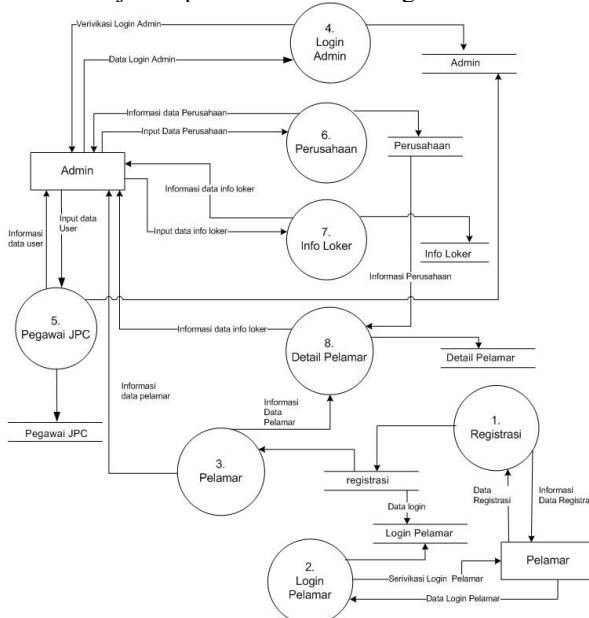 Verivikasi Login Admin
4.
Login
Admin
Data Login Admin
Admin
Informasi data Perusahaan
Input Data Perusahaan
6.
Perusahaan
Perusahaan
Admin
Informasi data info loker
Input data info loker
7.
Info Loker
Info Loker
Informasi
data user
Input data
User
Informasi Perusahaan
5.
Pegawai JPC
Informasi data info loker
8.
Detail Pelamar
Detail Pelamar
Informasi
data pelamar
Informasi
Data
Pelamar
Pegawai JPC
1.
Registrasi
3.
Pelamar
registrasi
Data
Registrasi
Informasi
Data Registra
Data login
Login Pelamar
2.
Login
Pelamar
Serivikasi Login Pelamar
Pelamar
Data Login Pelamar